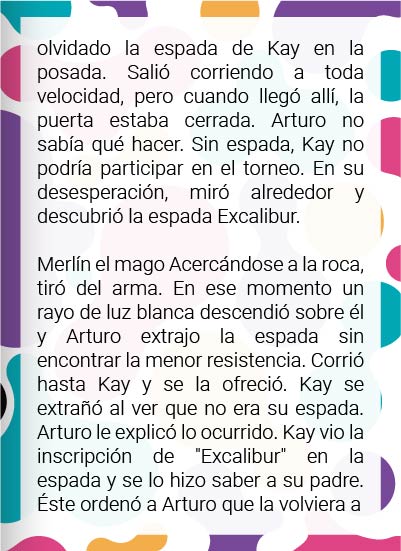 olvidado la espada de Kay en la
posada. Salió corriendo a toda
velocidad, pero cuando llegó allí, la
puerta estaba cerrada. Arturo no
sabía qué hacer. Sin espada, Kay no
podría participar en el torneo. En su
desesperación, miró alrededor y
descubrió la espada Excalibur.

Merlín el mago Acercándose a la roca,
tiró del arma. En ese momento un
rayo de luz blanca descendió sobre él
y Arturo extrajo la espada sin
encontrar la menor resistencia. Corrió
hasta Kay y se la ofreció. Kay se
extrañó al ver que no era su espada.
Arturo le explicó lo ocurrido. Kay vio la
inscripción de "Excalibur" en la
espada y se lo hizo saber a su padre.
Éste ordenó a Arturo que la volviera a